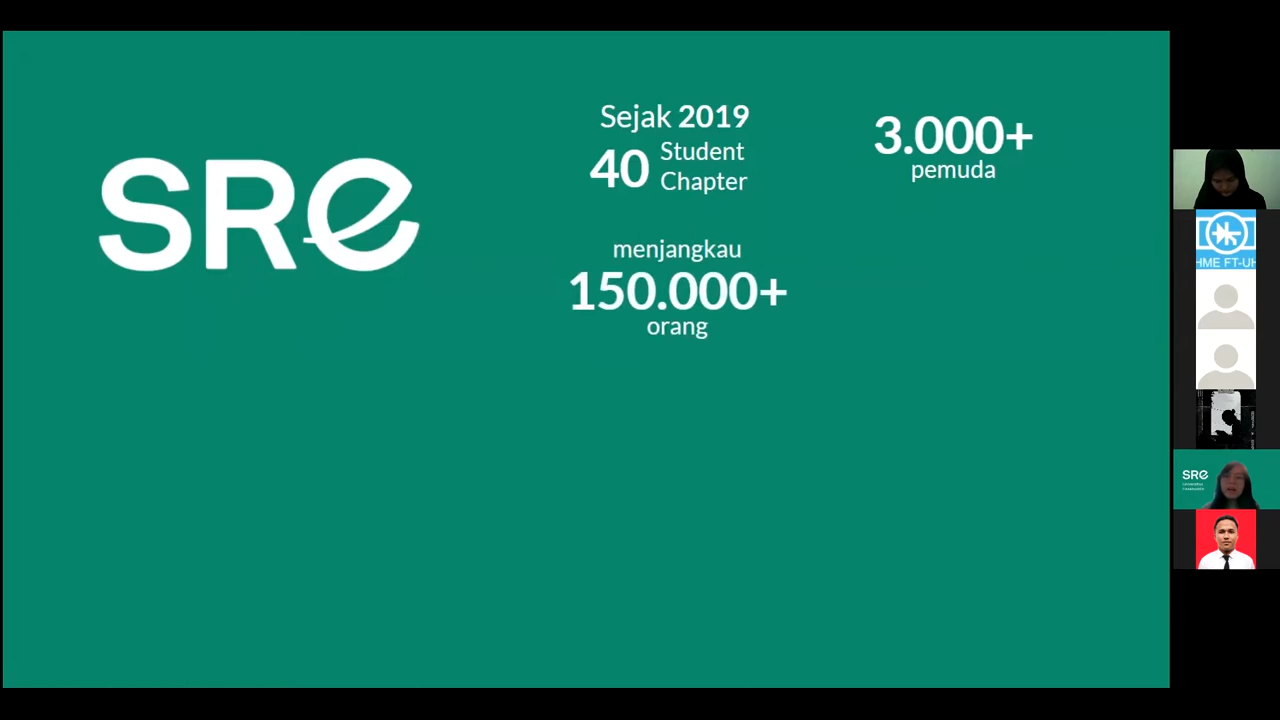 SRe
Sejak 2019
40 Student
Chapter
3.000+
pemuda
menjangkau
150.000+
orang
HME FT-UH
SRe